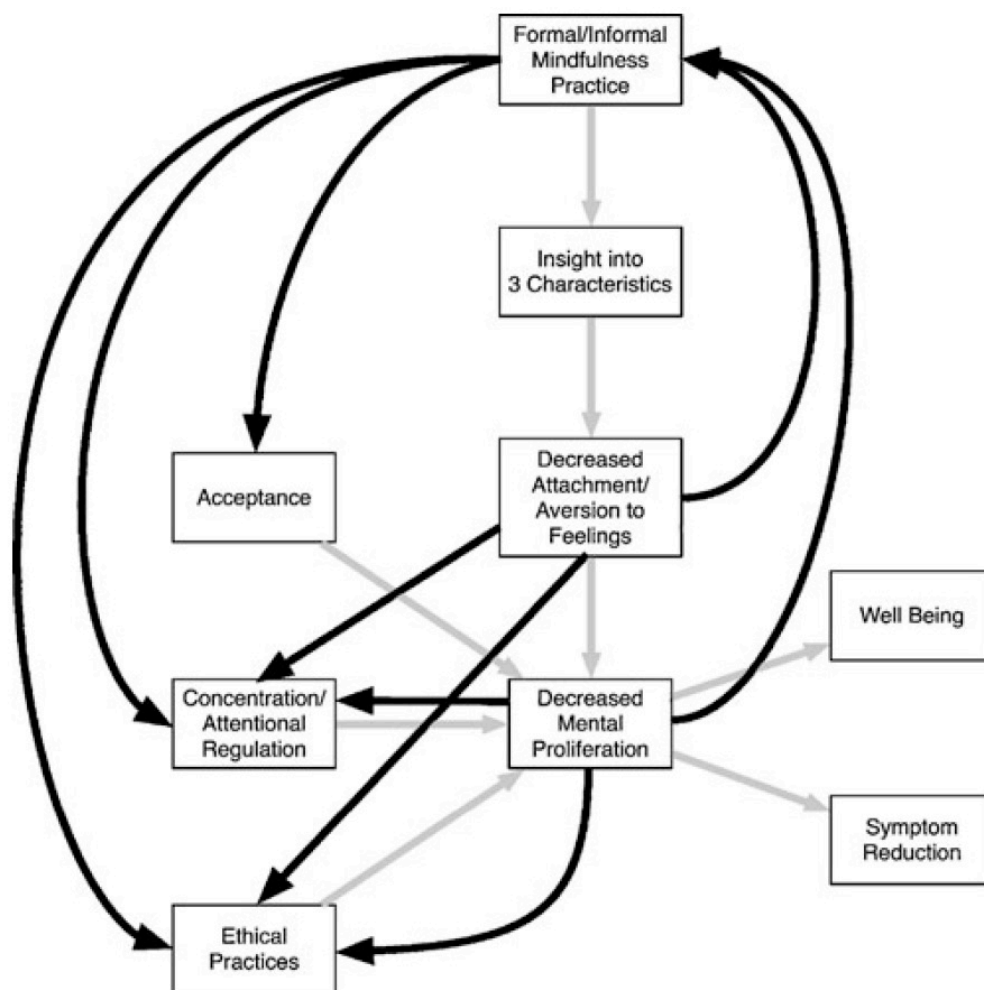 Formal/Informal
Mindfulness
Practice
Insight into
3 Characteristics
Acceptance
Decreased
Attachment/
Aversion to
Feelings
Well Being
Concentration/
Attentional
Regulation
Decreased
Mental
Proliferation
Symptom
Reduction
Ethical
Practices